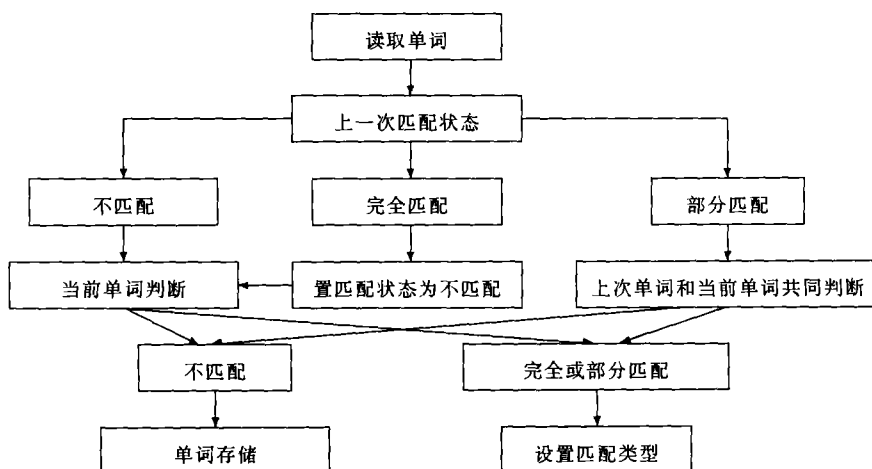 读取单词
上一次匹配状态
不匹配
完全匹配
部分匹配
当前单词判断
置匹配状态为不匹配
上次单词和当前单词共同判断
不匹配
完全或部分匹配
单词存储
设置匹配类型